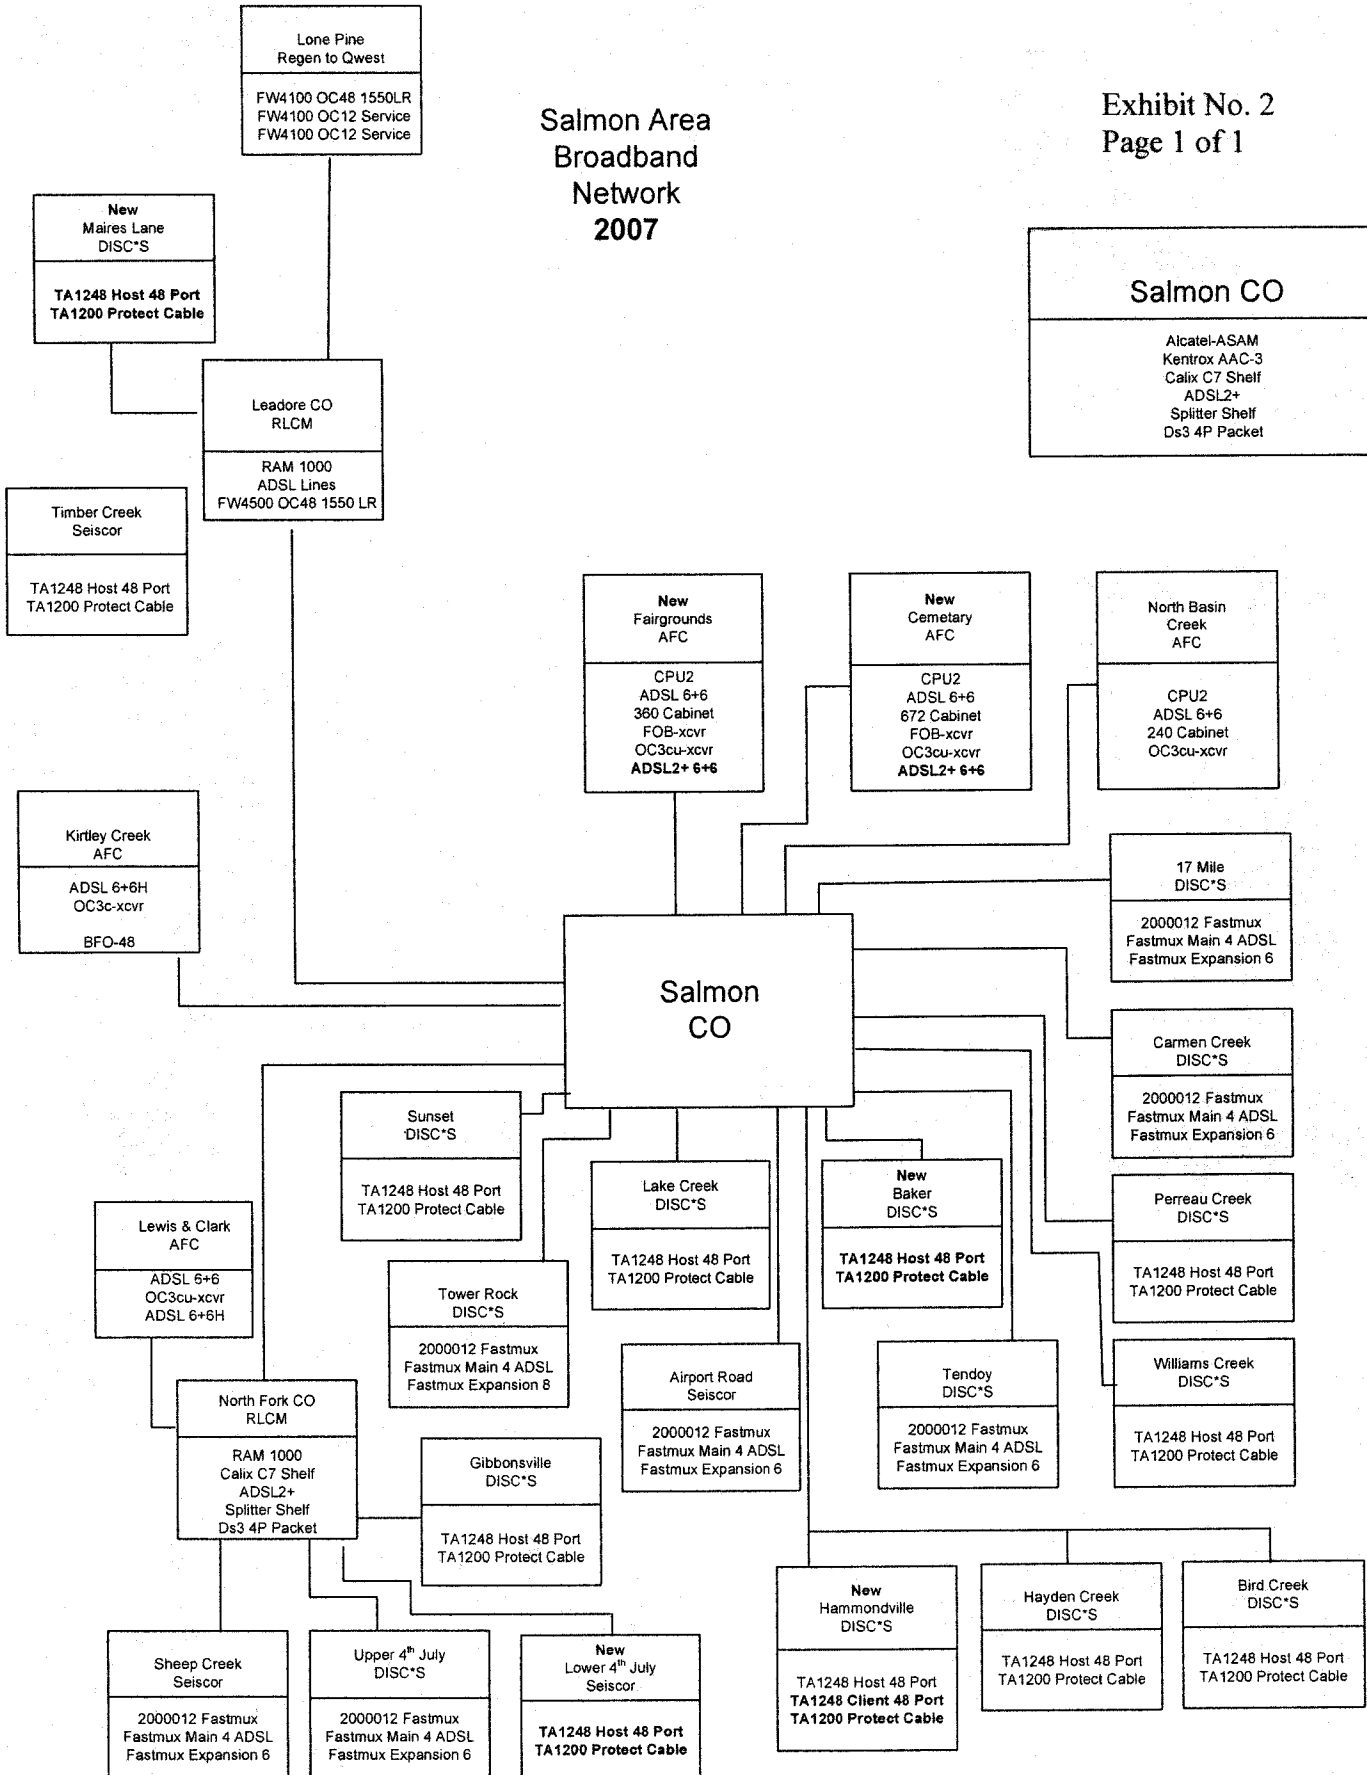 Lone Pine
Regen to Qwest
FW4100 OC48 1550LR
FW4100 OC12 Service
FW4100 OC12 Service
Salmon Area
Broadband
Network
2007
Exhibit No. 2
Page 1 of 1
New
Maires Lane
DISC*S
TA1248 Host 48 Port
TA1200 Protect Cable
Salmon CO
Alcatel-ASAM
Kentrox AAC-3
Calix C7 Shelf
ADSL2+
Splitter Shelf
Ds3 4P Packet
Leadore CO
RLCM
RAM 1000
ADSL Lines
FW4500 OC48 1550 LR
Timber Creek
Seiscor
TA1248 Host 48 Port
TA1200 Protect Cable
New
Fairgrounds
AFC
CPU2
ADSL 6+6
360 Cabinet
FOB-xcvr
OC3cu-xcvr
ADSL2+ 6+6
New
Cemetary
AFC
CPU2
ADSL 6+6
672 Cabinet
FOB-xcvr
OC3cu-xcvr
ADSL2+ 6+6
North Basin
Creek
AFC
CPU2
ADSL 6+6
240 Cabinet
OC3cu-xcvr
Kirtley Creek
AFC
ADSL 6+6H
OC3c-xcvr
BFO-48
17 Mile
DISC*S
2000012 Fastmux
Fastmux Main 4 ADSL
Fastmux Expansion 6
Salmon
CO
Carmen Creek
DISC*S
2000012 Fastmux
Fastmux Main 4 ADSL
Fastmux Expansion 6
Sunset
DISC*S
TA1248 Host 48 Port
TA1200 Protect Cable
Lake Creek
DISC*S
TA1248 Host 48 Port
TA1200 Protect Cable
New
Baker
DISC*S
TA1248 Host 48 Port
TA1200 Protect Cable
Perreau Creek
DISC*S
TA1248 Host 48 Port
TA1200 Protect Cable
Lewis & Clark
AFC
ADSL 6+6
OC3cu-xcvr
ADSL 6+6H
Tower Rock
DISC*S
2000012 Fastmux
Fastmux Main 4 ADSL
Fastmux Expansion 8
Airport Road
Seiscor
2000012 Fastmux
Fastmux Main 4 ADSL
Fastmux Expansion 6
Tendoy
DISC*S
2000012 Fastmux
Fastmux Main 4 ADSL
Fastmux Expansion 6
Williams Creek
DISC*S
TA1248 Host 48 Port
TA1200 Protect Cable
North Fork CO
RLCM
RAM 1000
Calix C7 Shelf
ADSL2+
Splitter Shelf
Ds3 4P Packet
Gibbonsville
DISC*S
TA1248 Host 48 Port
TA1200 Protect Cable
New
Hammondville
DISC*S
TA1248 Host 48 Port
TA1248 Client 48 Port
TA1200 Protect Cable
Hayden Creek
DISC*S
TA1248 Host 48 Port
TA1200 Protect Cable
Bird Creek
DISC*S
TA1248 Host 48 Port
TA1200 Protect Cable
Sheep Creek
Seiscor
2000012 Fastmux
Fastmux Main 4 ADSL
Fastmux Expansion 6
Upper 4th July
DISC*S
2000012 Fastmux
Fastmux Main 4 ADSL
Fastmux Expansion 6
New
Lower 4th July
Seiscor
TA1248 Host 48 Port
TA1200 Protect Cable